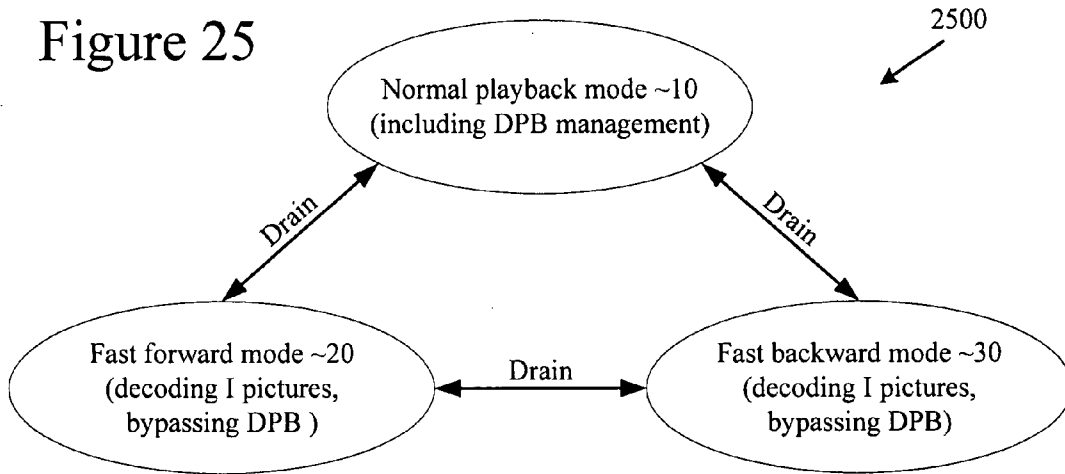 Figure 25
2500
Normal playback mode ~10
(including DPB management)
Drain
Drain
Fast forward mode ~20
(decoding I pictures,
bypassing DPB )
Drain
Fast backward mode ~30
(decoding I pictures,
bypassing DPB)